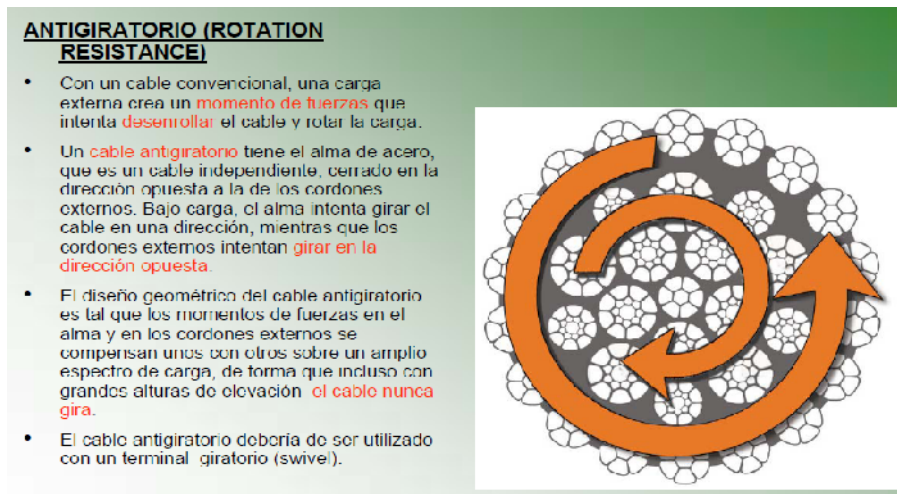 ANTIGIRATORIO (ROTATION
RESISTANCE)
• Con un cable convencional, una carga
externa crea un momento de fuerzas que
intenta desenrollar el cable y rotar la carga.
• Un cable antigiratorio tiene el alma de acero,
que es un cable independiente, cerrado en la
dirección opuesta a la de los cordones
externos. Bajo carga, el alma intenta girar el
cable en una dirección, mientras que los
cordones externos intentan girar en la
dirección opuesta.
• El diseño geométrico del cable antigiratorio
es tal que los momentos de fuerzas en el
alma y en los cordones externos se
compensan unos con otros sobre un amplio
espectro de carga, de forma que incluso con
grandes alturas de elevación el cable nunca
gira.
• El cable antigiratorio debería de ser utilizado
con un terminal giratorio (swivel).